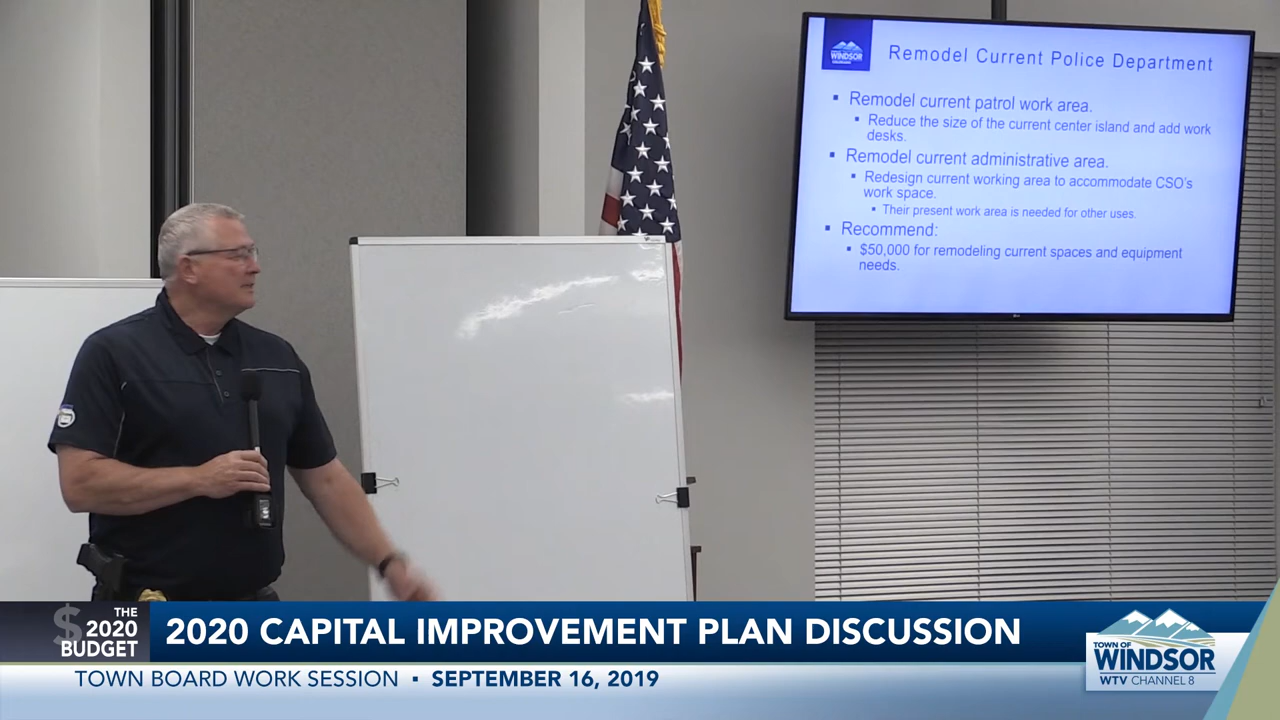 WINDSOR
Remodel Current Police Department
▪ Remodel current patrol work area.
▪ Reduce the size of the current center island and add work
desks.
▪ Remodel current administrative area.
▪ Redesign current working area to accommodate CSO's
work space.
▪ Their present work area is needed for other uses.
▪ Recommend:
▪ $50,000 for remodeling current spaces and equipment
needs.
$ THE
2020
BUDGET
2020 CAPITAL IMPROVEMENT PLAN DISCUSSION
TOWN BOARD WORK SESSION ▪ SEPTEMBER 16, 2019
TOWN OF
WINDSOR
WTV CHANNEL 8